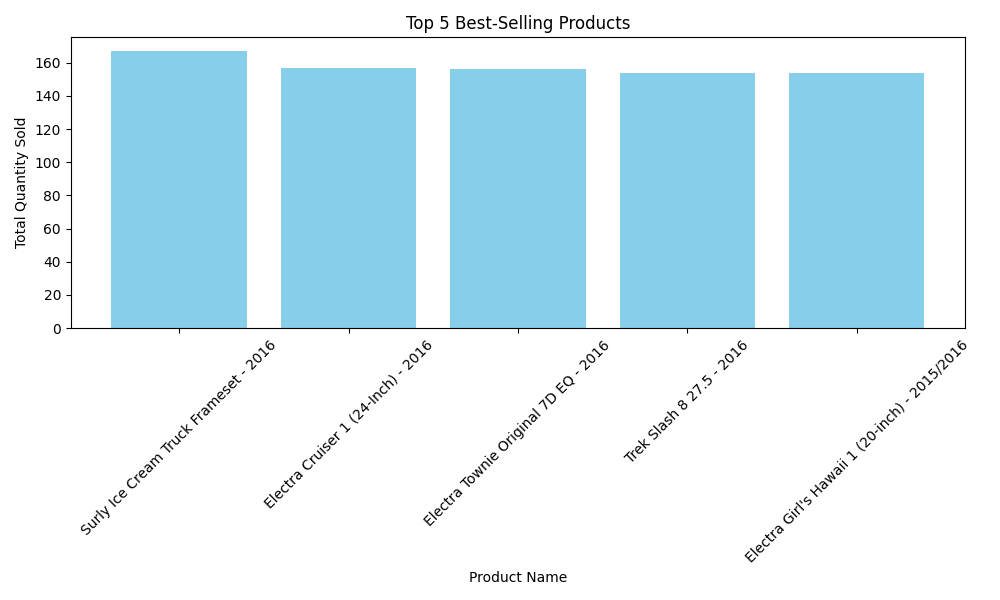 Top 5 Best-Selling Products
Total Quantity Sold
160
140
120
100
80
60
40
20
0
Surly Ice Cream Truck Frameset - 2016
Electra Cruiser 1 (24-Inch) - 2016
Electra Townie Original 7D EQ - 2016
Trek Slash 8 27.5 - 2016
Electra Girl's Hawaii 1 (20-inch) - 2015/2016
Product Name